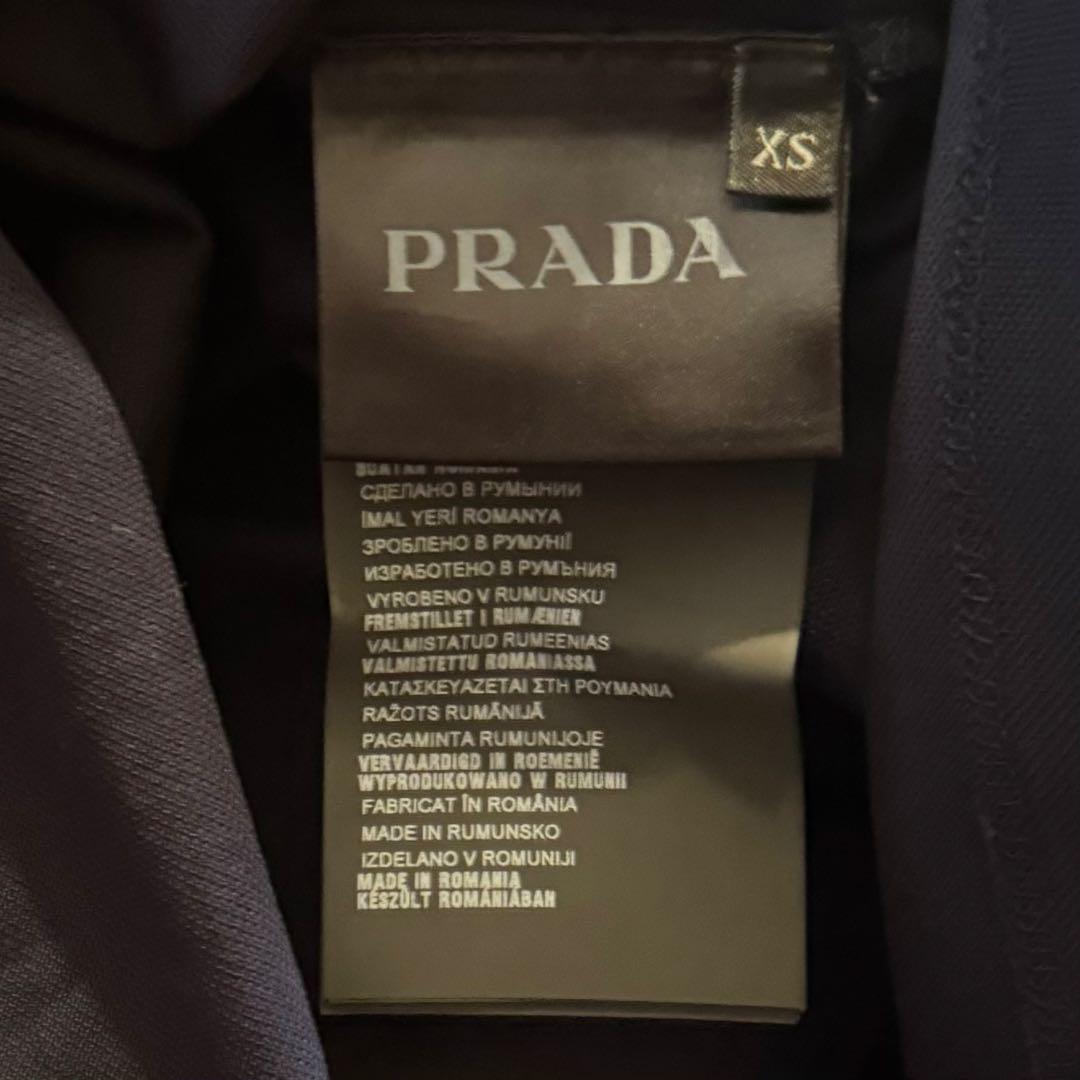 XS
PRADA
СДЕЛАНО В РУМЫНИИ
İMAL YERİ ROMANYA
ЗРОБЛЕНО В РУМУНІЇ
ИЗРАБОТЕНО В РУМЪНИЯ
VYROBENO V RUMUNSKU
FREMSTILLET I RUMÆNIEN
VALMISTATUD RUMEENIAS
VALMISTETTU ROMANIASSA
ΚΑΤΑΣΚΕΥΑΖΕΤΑΙ ΣΤΗ ΡΟΥΜΑΝΙΑ
RAŽOTS RUMĀNIJĀ
PAGAMINTA RUMUNIJOJE
VERVAARDIGD IN ROEMENIË
WYPRODUKOWANO W RUMUNII
FABRICAT ÎN ROMÂNIA
MADE IN RUMUNSKO
IZDELANO V ROMUNIJI
MADE IN ROMANIA
KÉSZÜLT ROMÁNIÁBAN